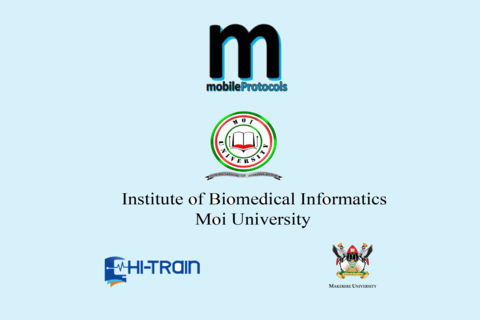 m
mobileProtocols
MOI
UNIVERSITY
Institute of Biomedical Informatics
Moi University
HI-TRAIN
MAKERERE UNIVERSITY